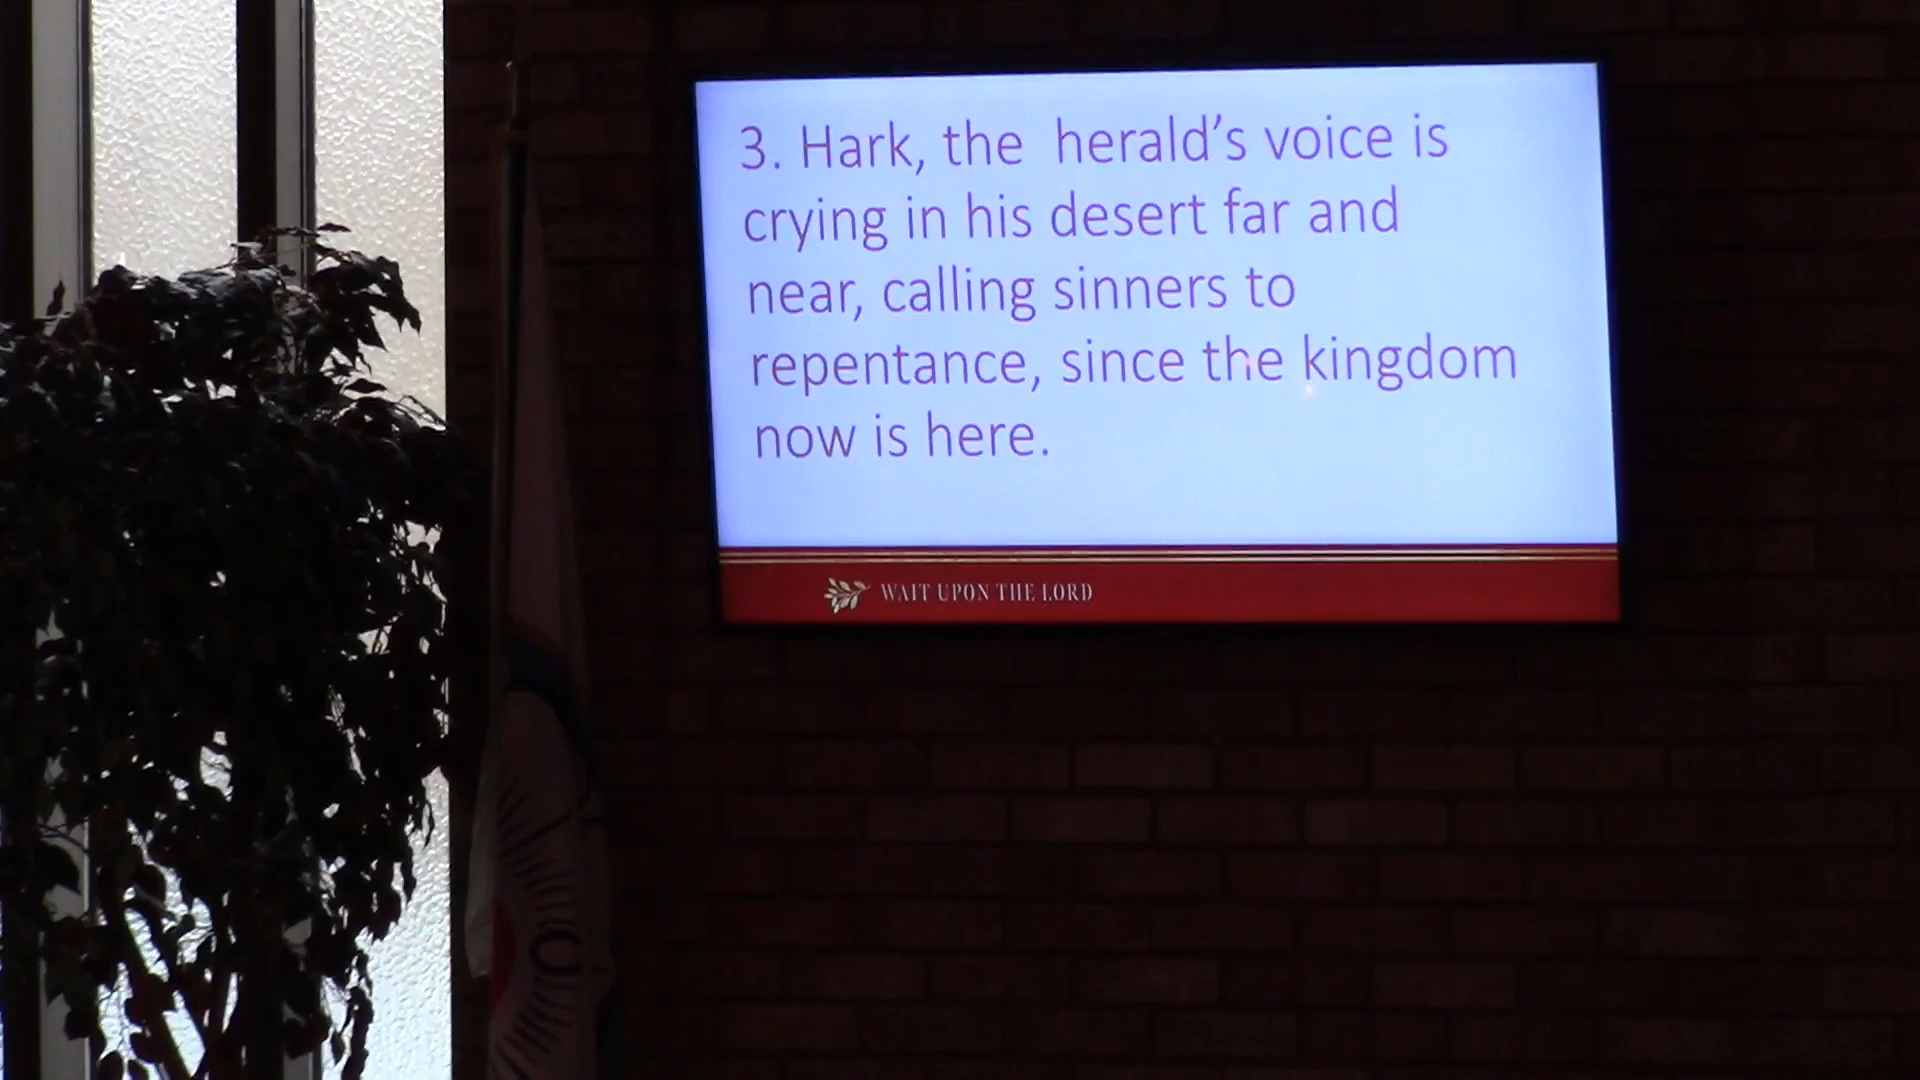 3. Hark, the herald’s voice is
crying in his desert far and
near, calling sinners to
repentance, since the kingdom
now is here.
WAIT UPON THE LORD